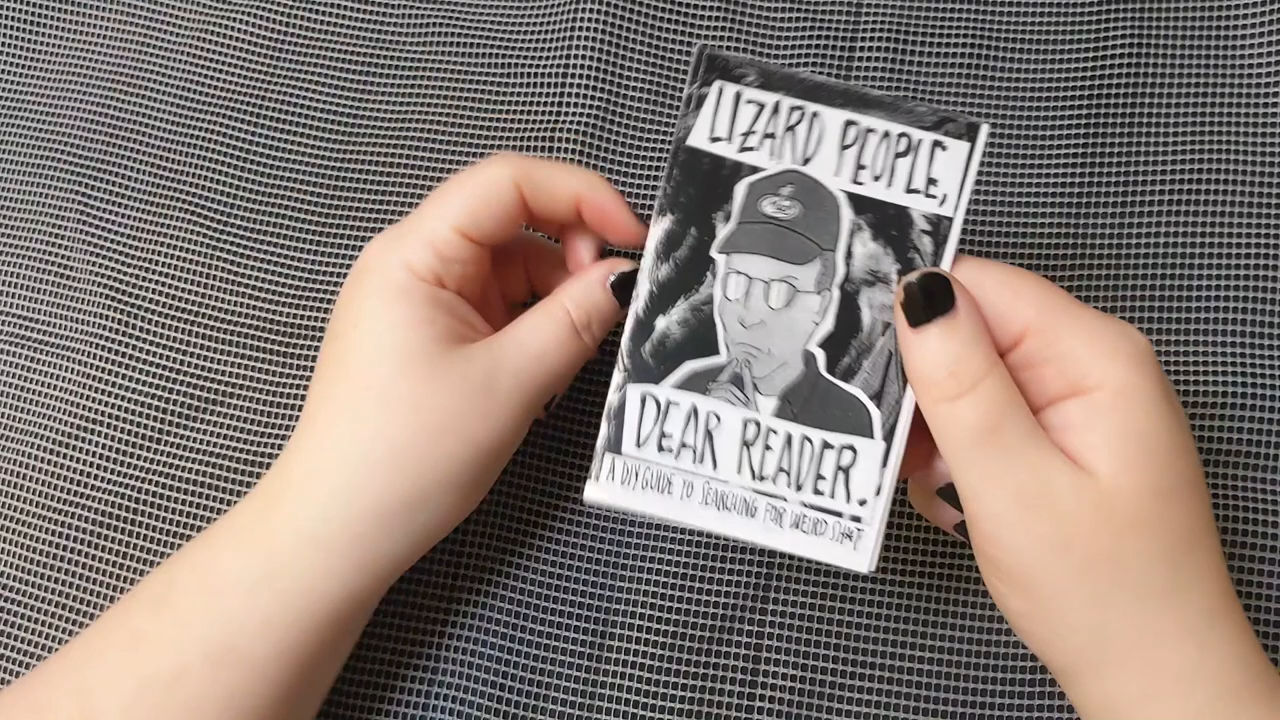 LIZARD PEOPLE,
DEAR READER.
A DIY GUIDE TO SEARCHING FOR WEIRD SH*T